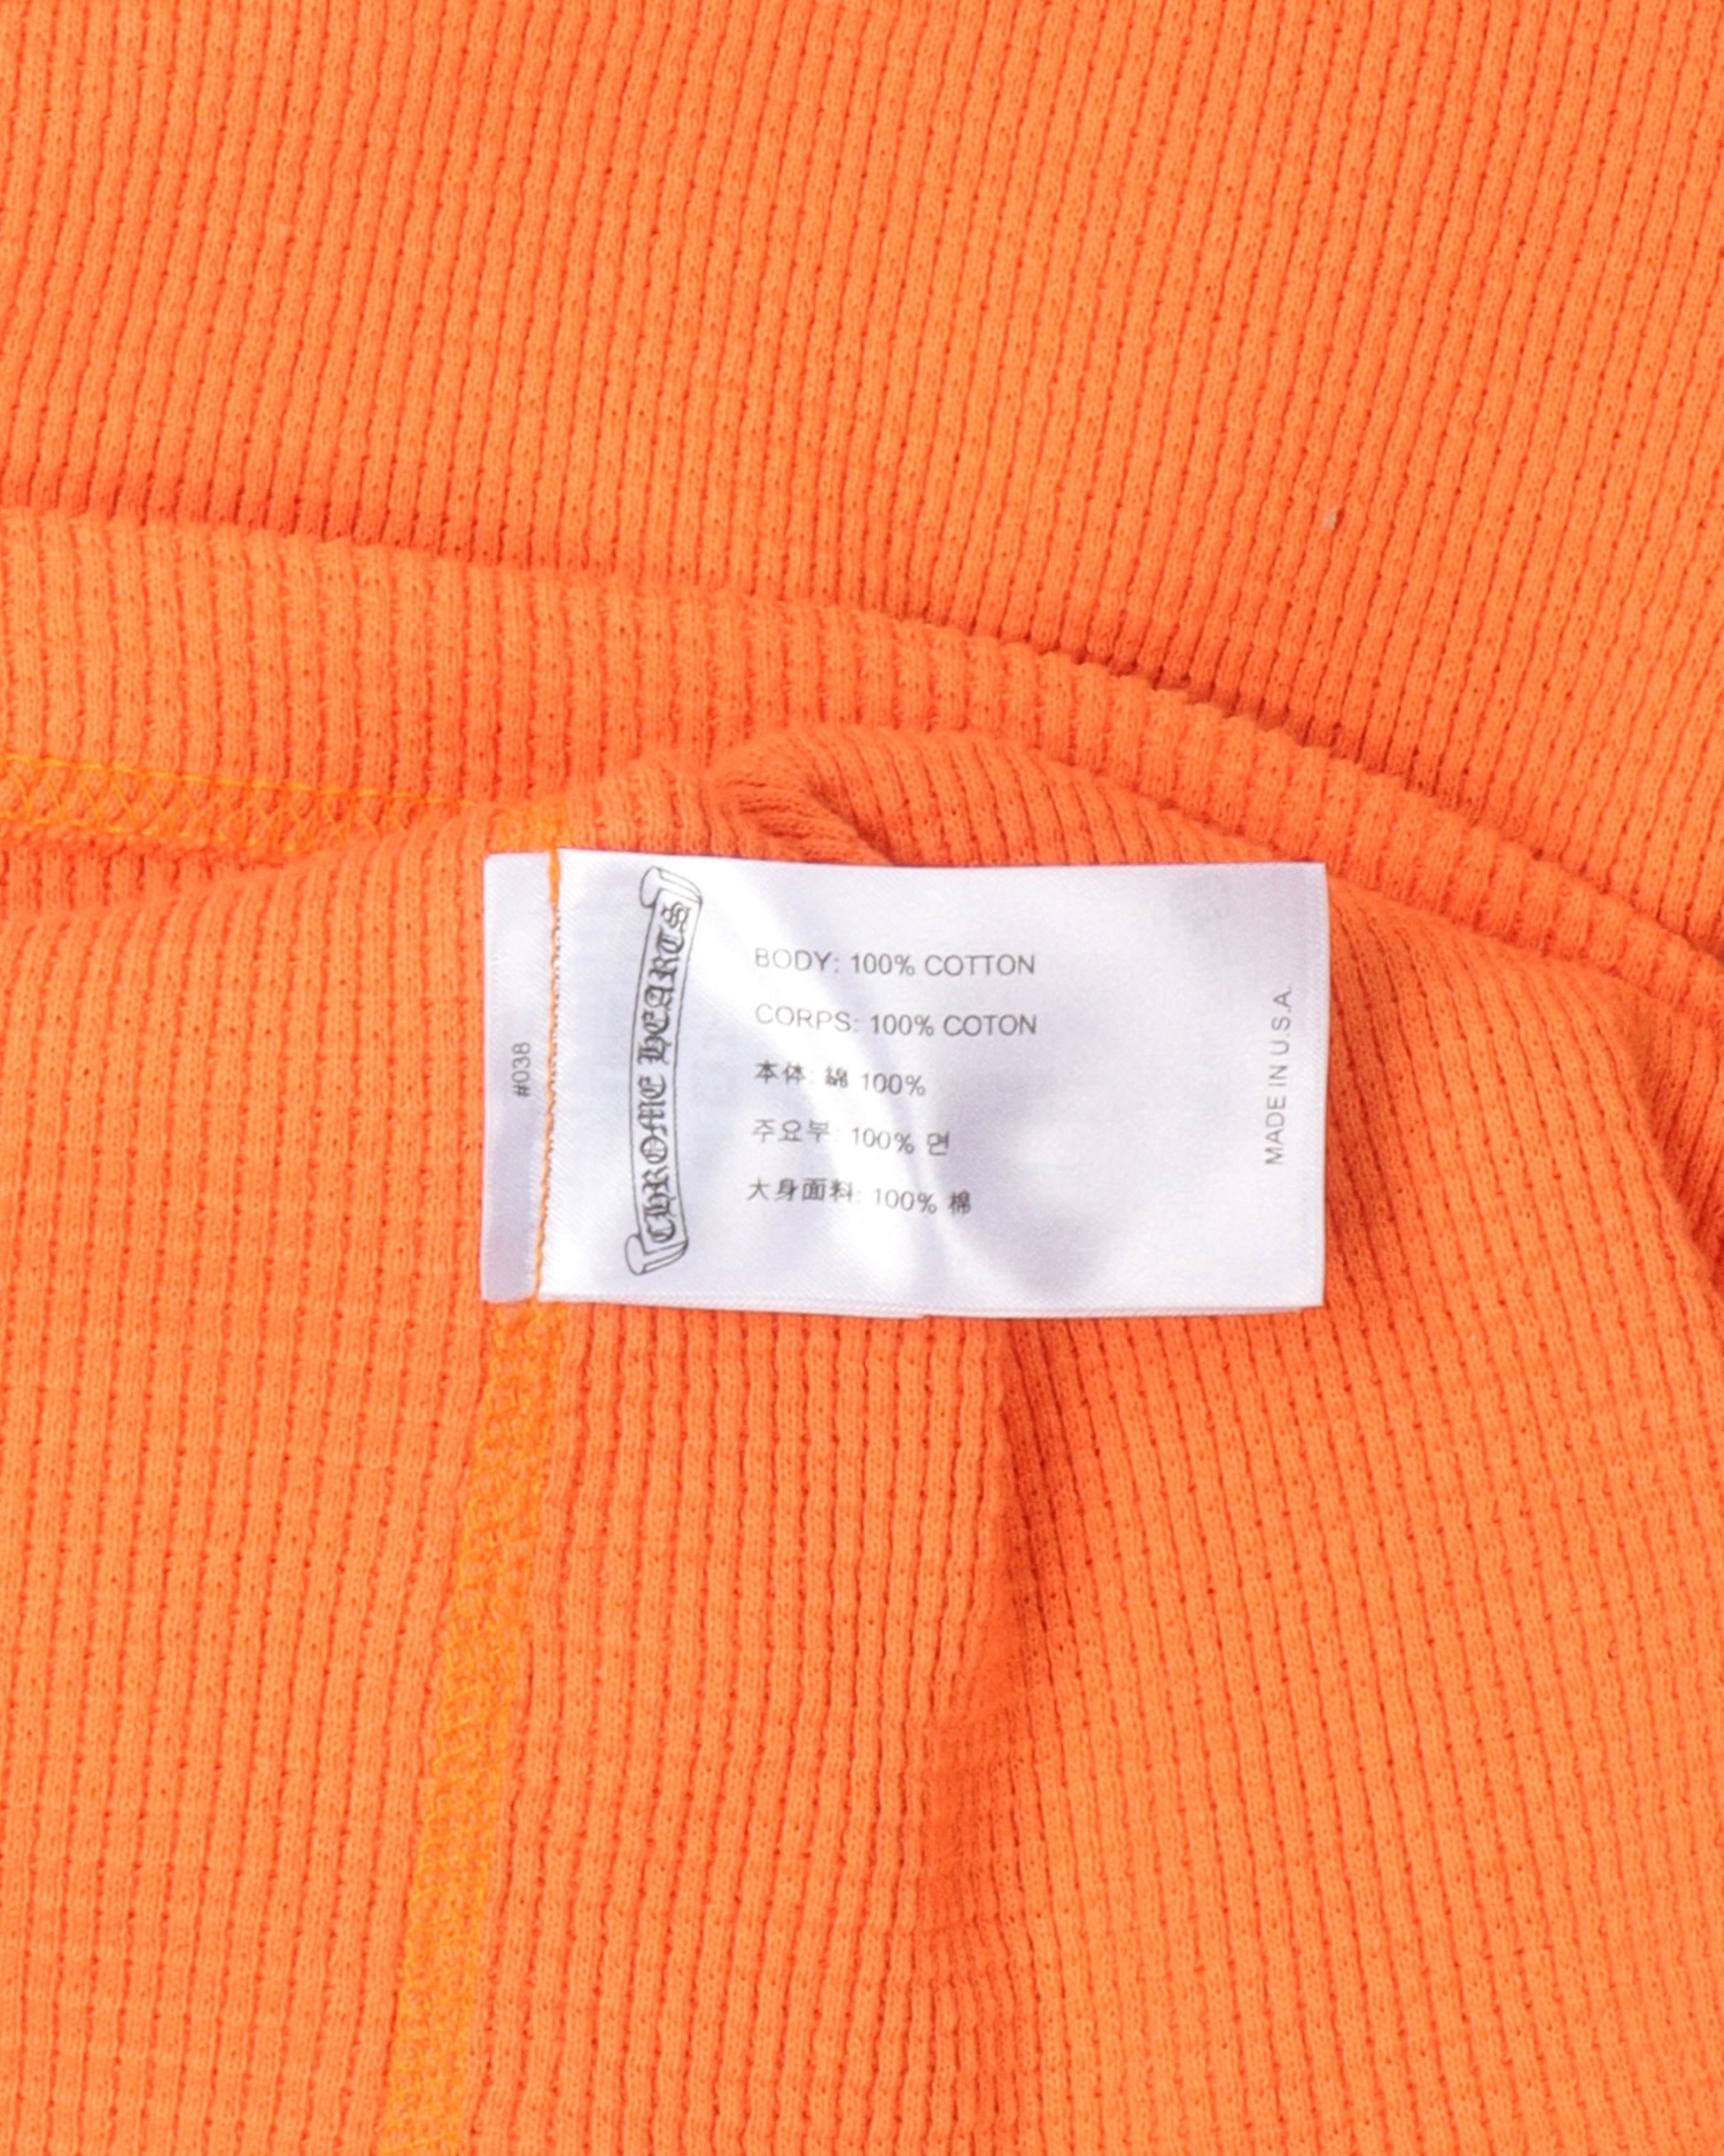 #038
CHROME HEARTS
BODY: 100% COTTON
CORPS: 100% COTON
本体: 綿 100%
주요부: 100% 면
大身面料: 100% 棉
MADE IN U.S.A.